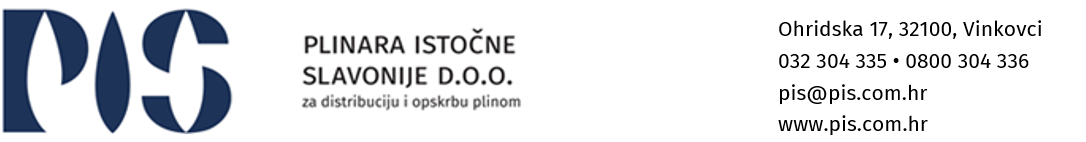 PIS
PLINARA ISTOČNE
SLAVONIJE D.O.O.
za distribuciju i opskrbu plinom
Ohridska 17, 32100, Vinkovci
032 304 335 • 0800 304 336
pis@pis.com.hr
www.pis.com.hr